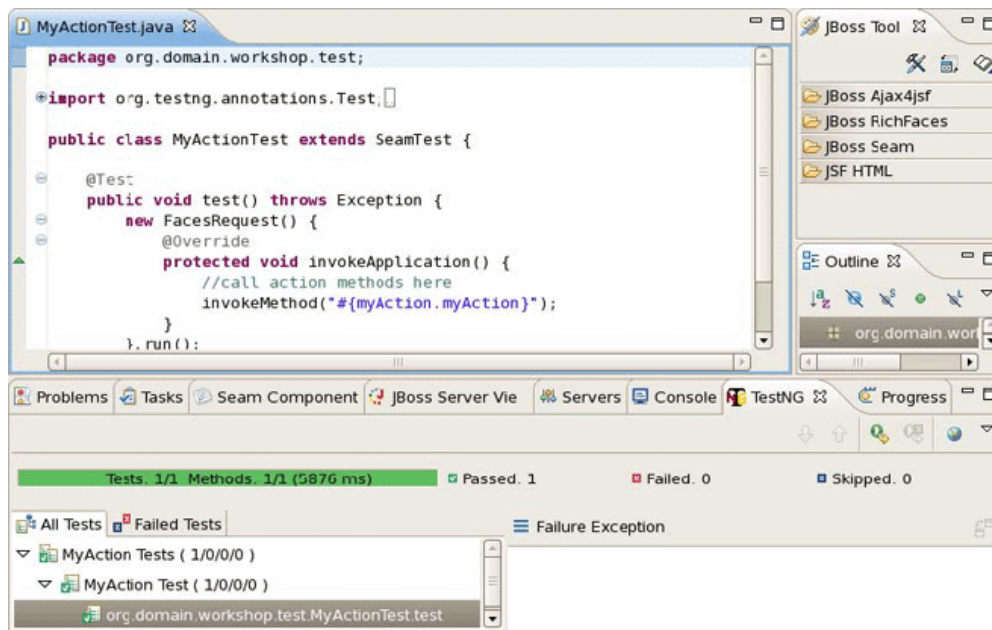 MyActionTest.java
package org.domain.workshop.test;
import org.testng.annotations.Test;
public class MyActionTest extends SeamTest {
@Test
public void test() throws Exception {
new FacesRequest() {
@Override
protected void invokeApplication() {
//call action methods here
invokeMethod("#{myAction.myAction}");
}
}.run();
JBoss Tool
JBoss Ajax4jsf
JBoss RichFaces
JBoss Seam
JSF HTML
Outline
org.domain.wor
Problems
Tasks
Seam Component
JBoss Server Vie
Servers
Console
TestNG
Progress
Tests. 1/1 Methods. 1/1 (5876 ms)
Passed. 1
Failed. 0
Skipped. 0
All Tests
Failed Tests
Failure Exception
MyAction Tests ( 1/0/0/0 )
MyAction Test ( 1/0/0/0 )
org.domain.workshop.test.MyActionTest.test